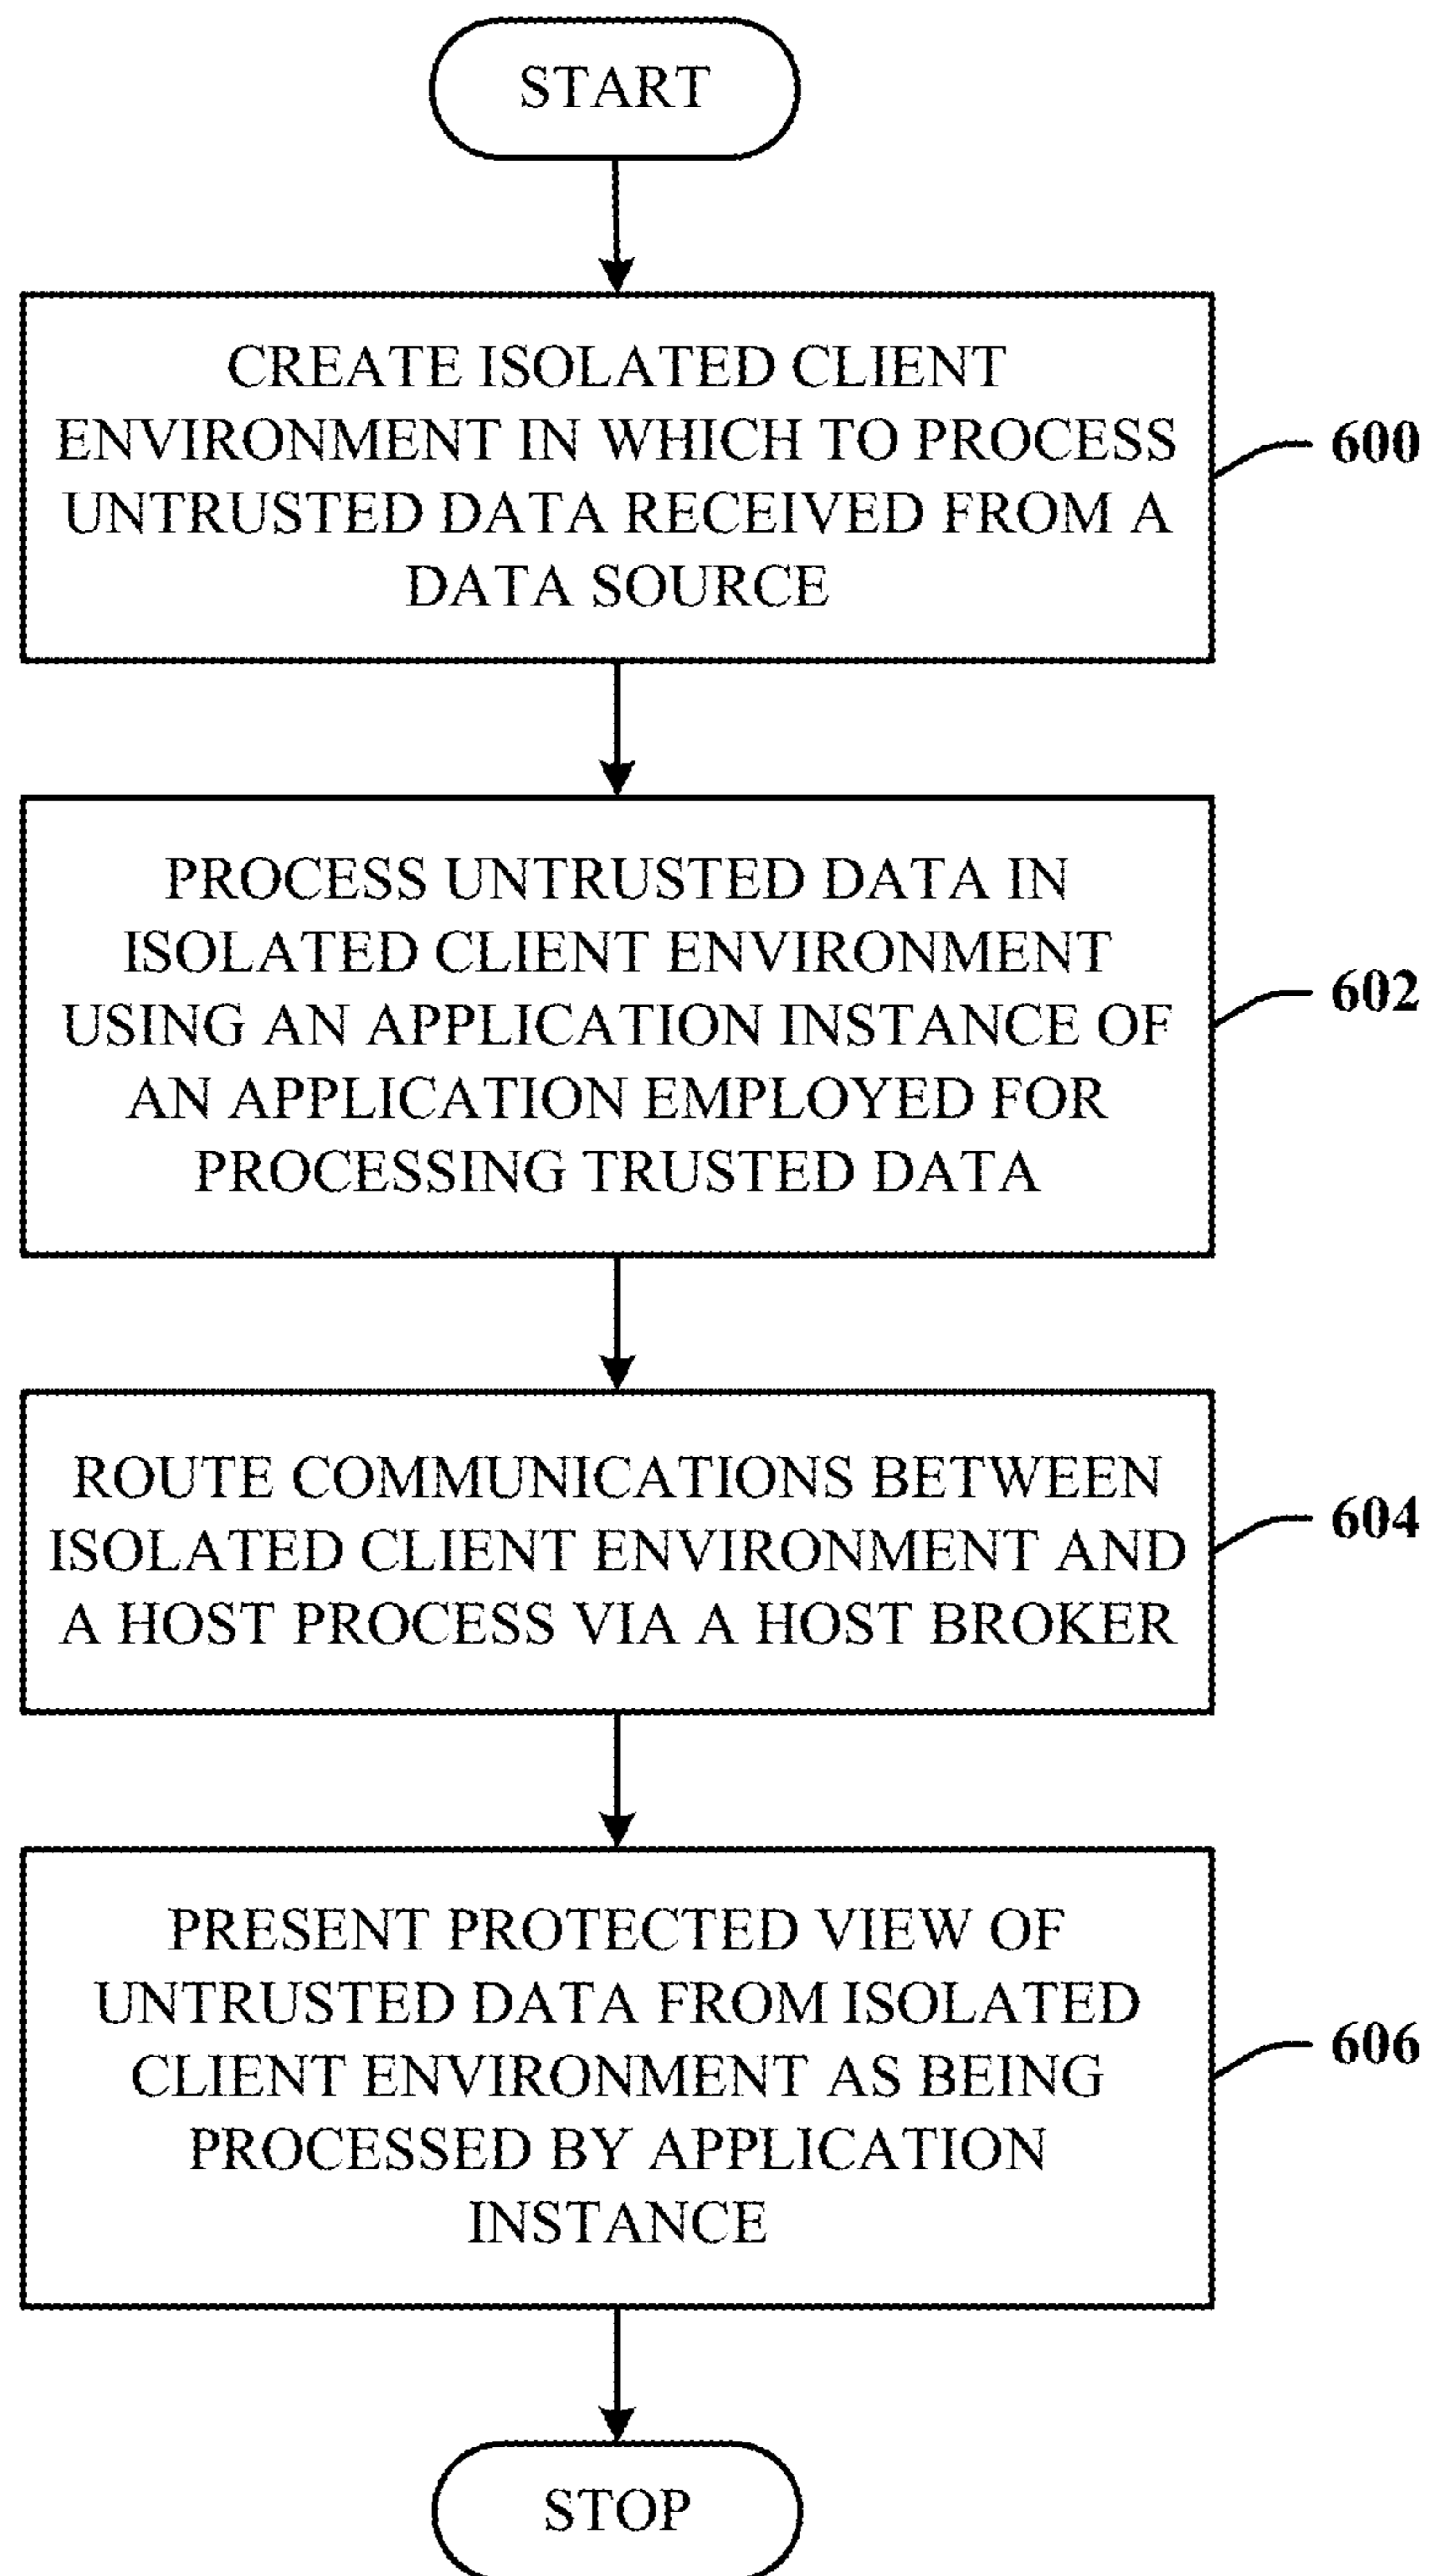 START
CREATE ISOLATED CLIENT
ENVIRONMENT IN WHICH TO PROCESS
UNTRUSTED DATA RECEIVED FROM A
DATA SOURCE
600
PROCESS UNTRUSTED DATA IN
ISOLATED CLIENT ENVIRONMENT
USING AN APPLICATION INSTANCE OF
AN APPLICATION EMPLOYED FOR
PROCESSING TRUSTED DATA
602
ROUTE COMMUNICATIONS BETWEEN
ISOLATED CLIENT ENVIRONMENT AND
A HOST PROCESS VIA A HOST BROKER
604
PRESENT PROTECTED VIEW OF
UNTRUSTED DATA FROM ISOLATED
CLIENT ENVIRONMENT AS BEING
PROCESSED BY APPLICATION
INSTANCE
606
STOP